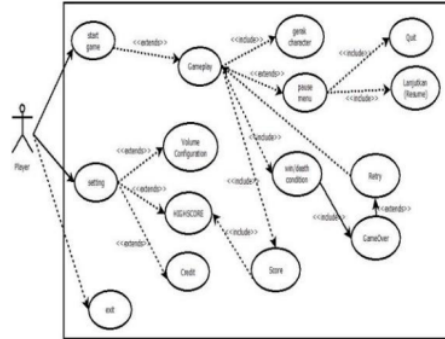 start
game
<<extends>>
Gameplay
<<include>>
gerak
character
<<extends>>
pause
menu
<<include>>
Quit
<<include>>
Lanjutkan
(Resume)
Player
setting
<<extends>>
Volume
Configuration
<<extends>>
HIGHSCORE
<<extends>>
Credit
<<include>>
Score
<<include>>
<<include>>
win/death
condition
<<include>>
GameOver
<<extends>>
Retry
exit